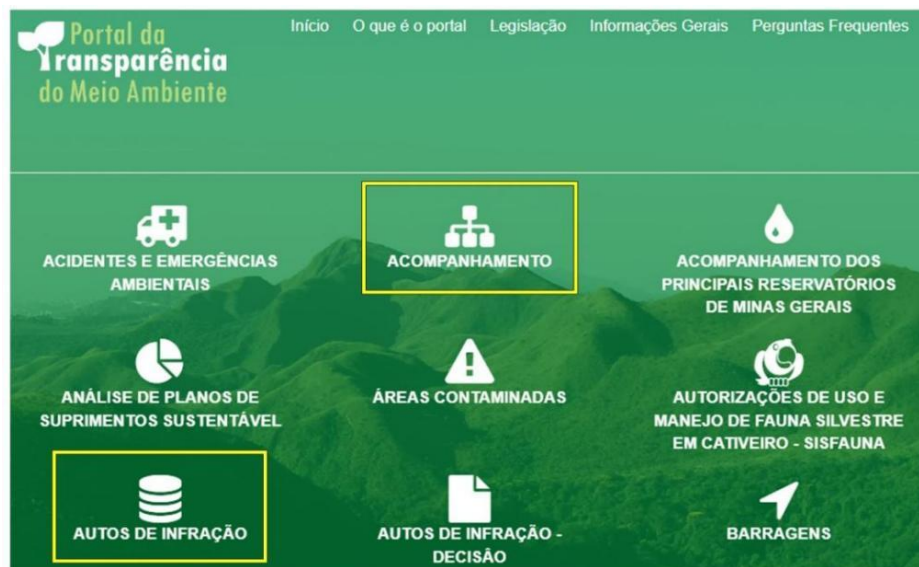 Portal da
Transparência
do Meio Ambiente
Início O que é o portal Legislação Informações Gerais Perguntas Frequentes
ACIDENTES E EMERGÊNCIAS
AMBIENTAIS
ACOMPANHAMENTO
ACOMPANHAMENTO DOS
PRINCIPAIS RESERVATÓRIOS
DE MINAS GERAIS
ANÁLISE DE PLANOS DE
SUPRIMENTOS SUSTENTÁVEL
ÁREAS CONTAMINADAS
AUTORIZAÇÕES DE USO E
MANEJO DE FAUNA SILVESTRE
EM CATIVEIRO - SISFAUNA
AUTOS DE INFRAÇÃO
AUTOS DE INFRAÇÃO -
DECISÃO
BARRAGENS